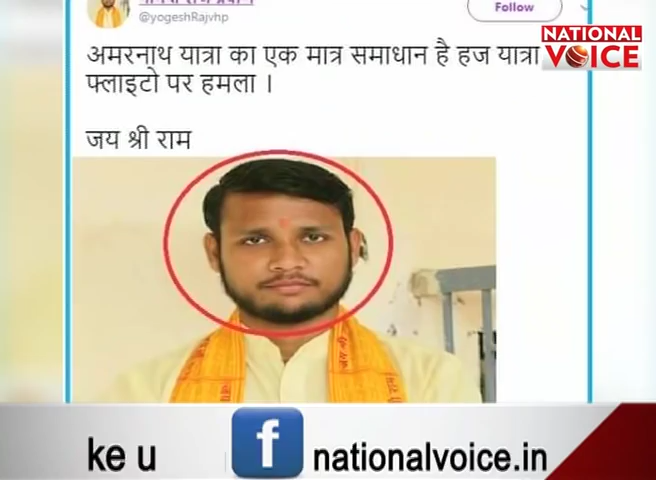 @yogeshRajvhp
Follow
NATIONAL
VOICE
अमरनाथ यात्रा का एक मात्र समाधान है हज यात्रा
फ्लाइटो पर हमला ।
जय श्री राम
ke u
f
nationalvoice.in